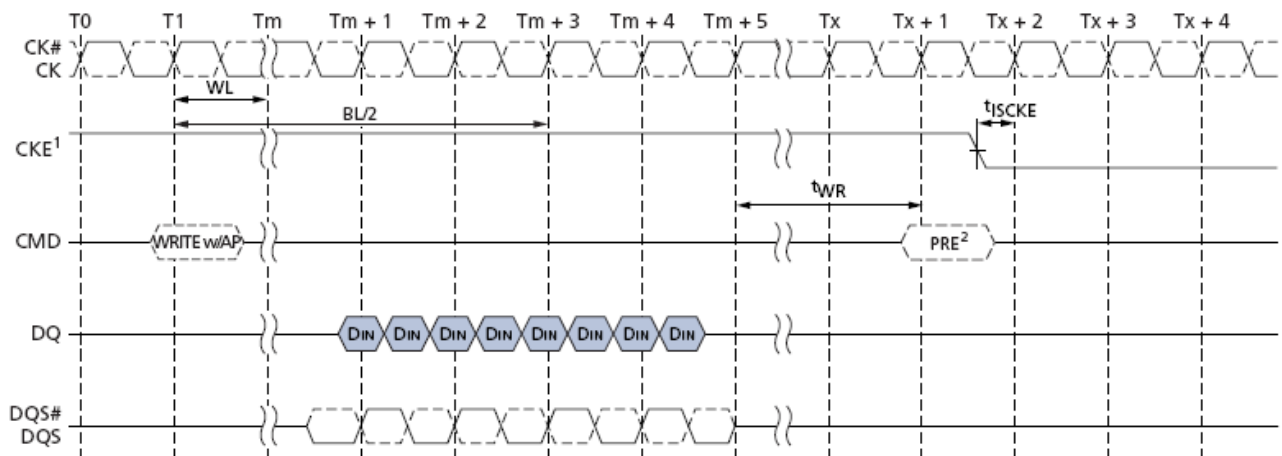 T0 T1 Tm Tm + 1 Tm + 2 Tm + 3 Tm + 4 Tm + 5 Tx Tx + 1 Tx + 2 Tx + 3 Tx + 4
CK#
CK
WL
BL/2
tISCKE
CKE1
tWR
CMD WRITE w/AP PRE2
DQ DIN DIN DIN DIN DIN DIN DIN DIN
DQS#
DQS